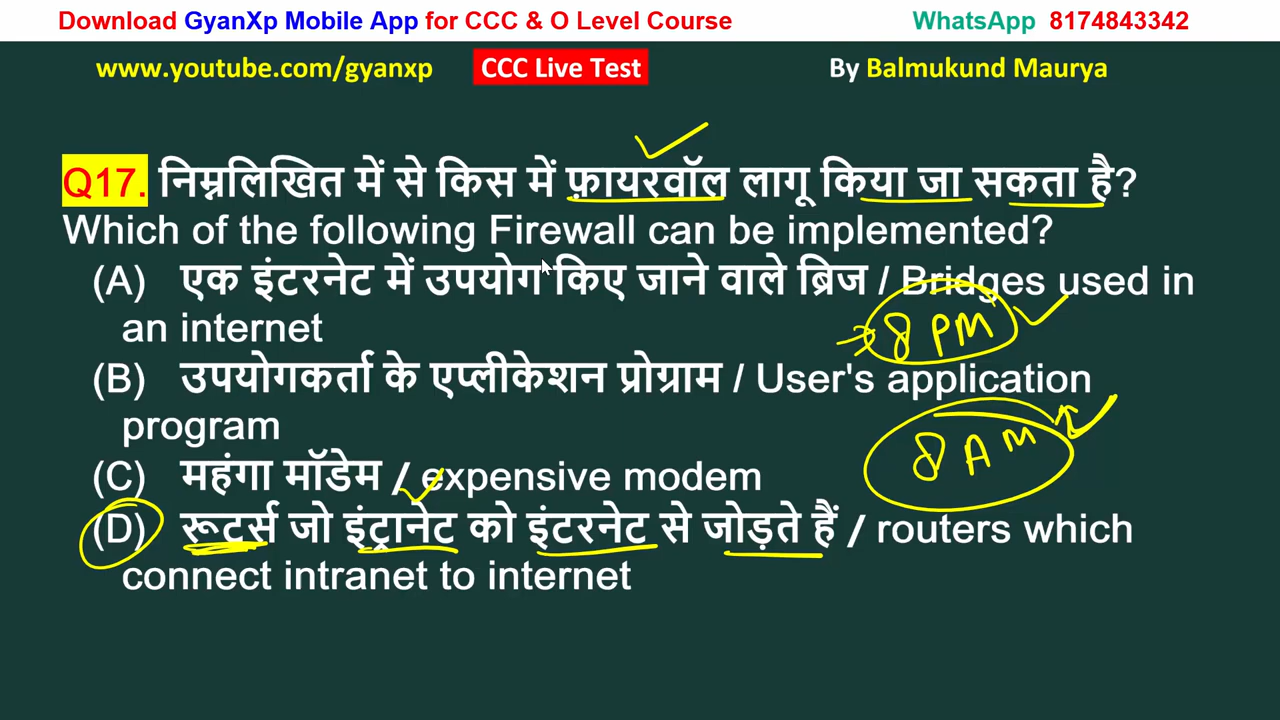 Download GyanXp Mobile App for CCC & O Level Course WhatsApp 8174843342
www.youtube.com/gyanxp CCC Live Test By Balmukund Maurya
Q17. निम्नलिखित में से किस में फ़ायरवॉल लागू किया जा सकता है?
Which of the following Firewall can be implemented?
(A) एक इंटरनेट में उपयोग किए जाने वाले ब्रिज / Bridges used in
an internet
8 PM
(B) उपयोगकर्ता के एप्लीकेशन प्रोग्राम / User's application
program
8 AM
(C) महंगा मॉडेम / expensive modem
(D) रूटर्स जो इंट्रानेट को इंटरनेट से जोड़ते हैं / routers which
connect intranet to internet